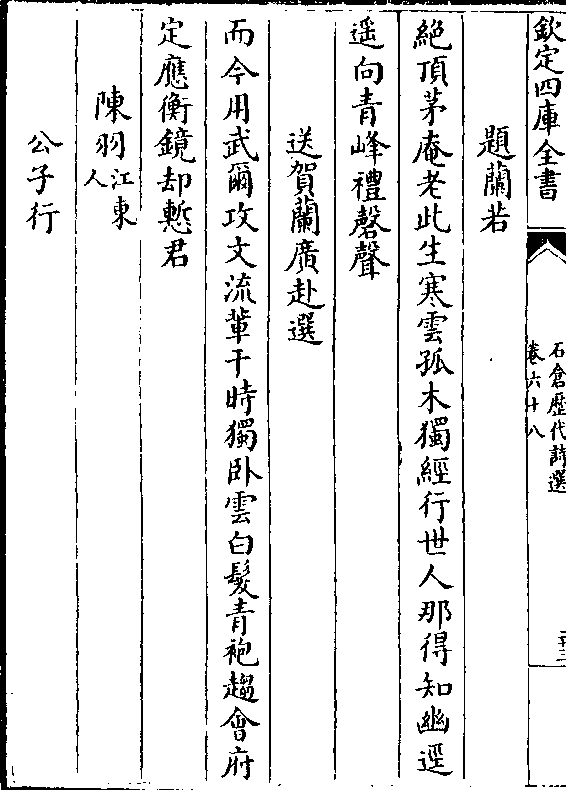 欽定四庫全書
石倉歴代詩選
卷六十八
題蘭若
絕頂茅庵老此生寒雲孤木獨經行世人那得知幽逕
遥向青峰禮磬聲
送賀蘭廣赴選
而今用武爾攻文流輩干時獨卧雲白髮青袍趨會府
定應衡鏡却慙君
陳羽江東人
公子行